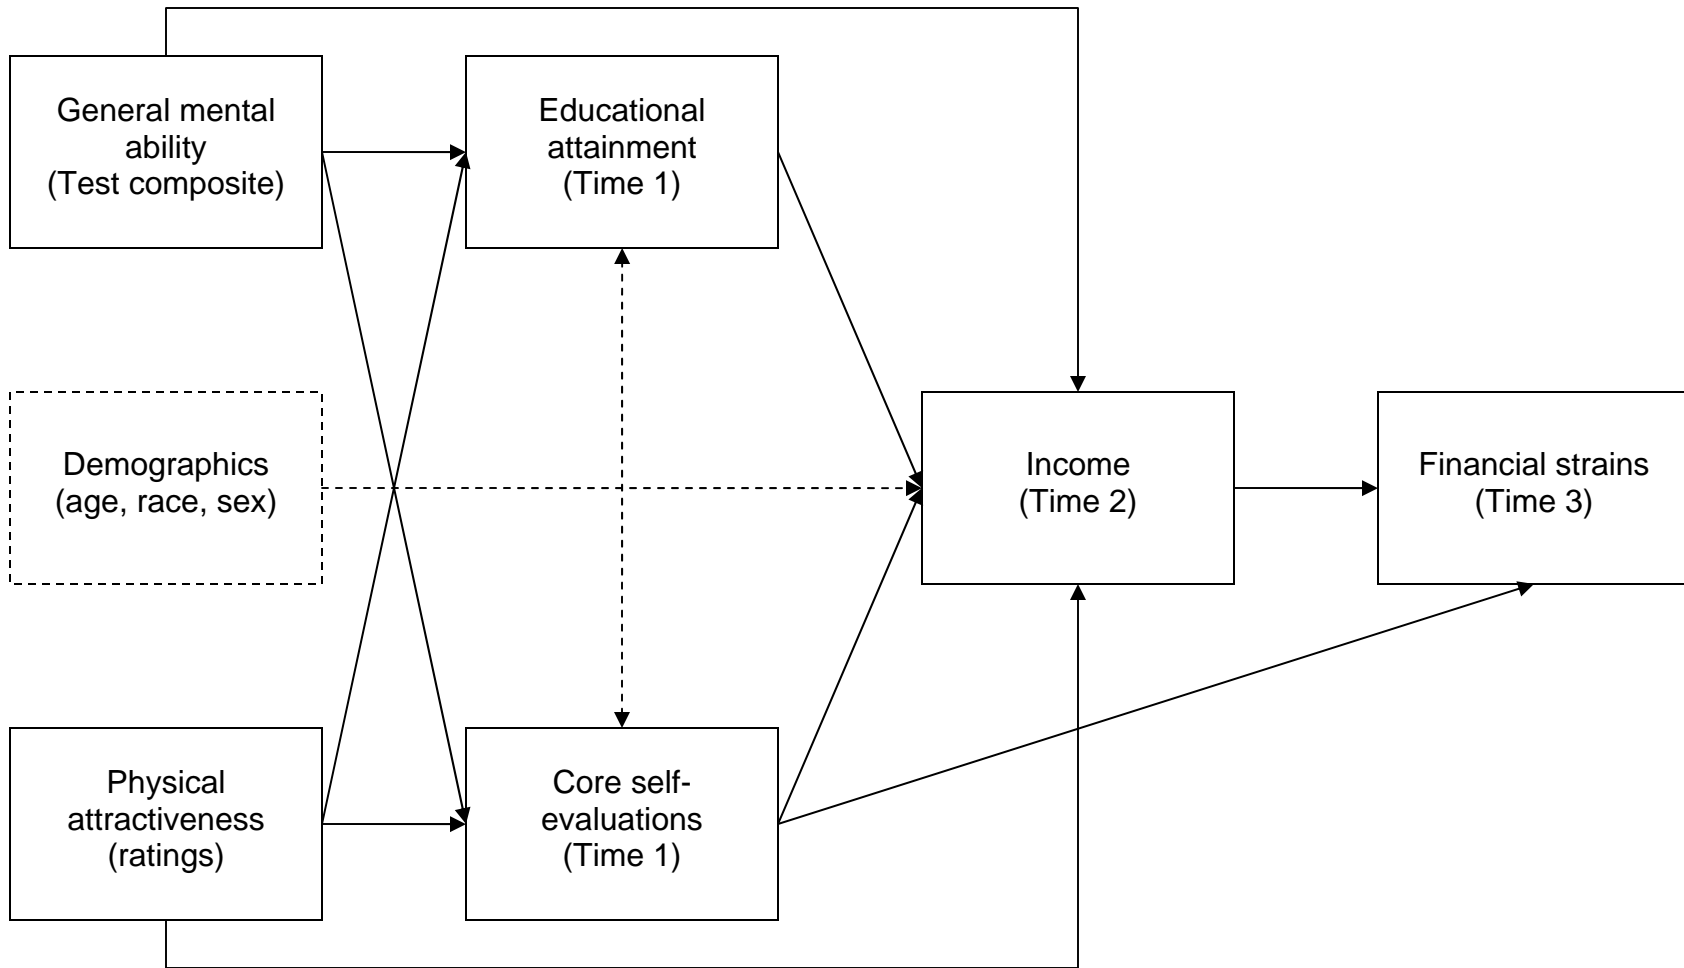 General mental
ability
(Test composite)
Educational
attainment
(Time 1)
Demographics
(age, race, sex)
Income
(Time 2)
Financial strains
(Time 3)
Physical
attractiveness
(ratings)
Core self-
evaluations
(Time 1)